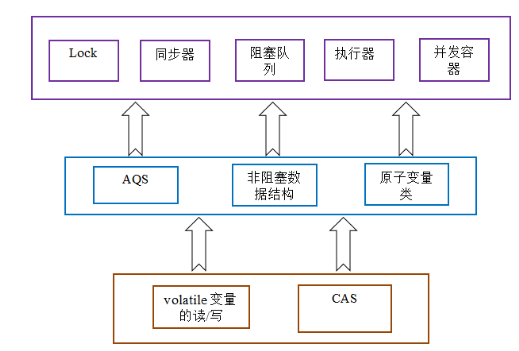 Lock
同步器
阻塞队
列
执行器
并发容
器
AQS
非阻塞数
据结构
原子变量
类
volatile 变量
的读/写
CAS